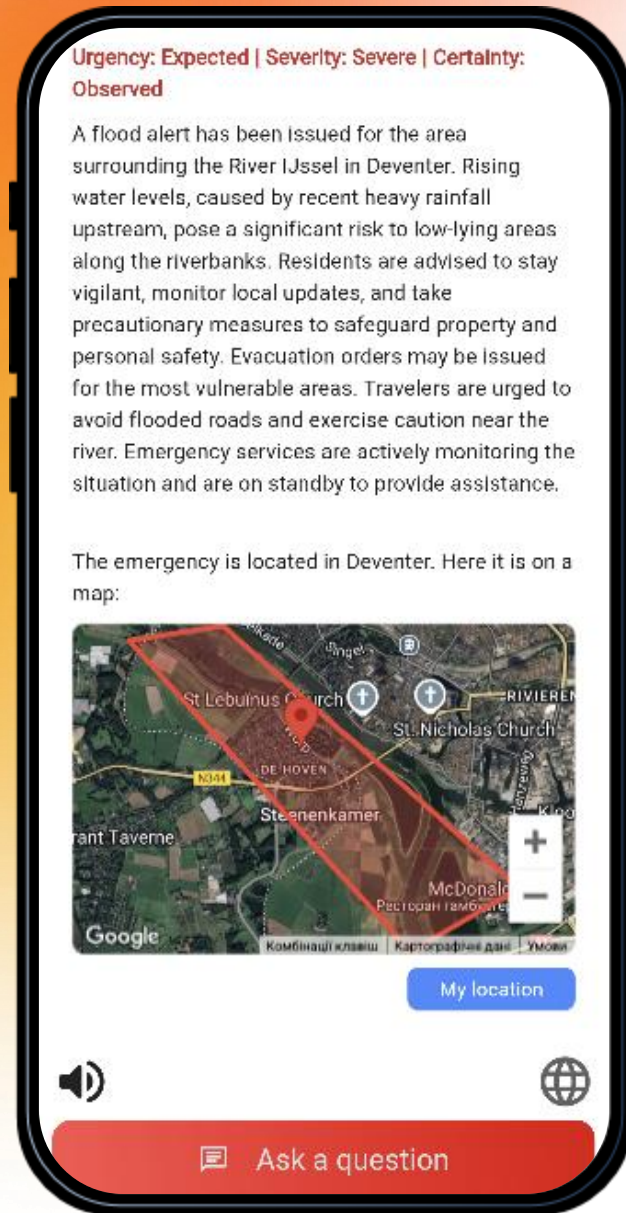 Urgency: Expected | Severity: Severe | Certainty:
Observed
A flood alert has been issued for the area
surrounding the River IJssel in Deventer. Rising
water levels, caused by recent heavy rainfall
upstream, pose a significant risk to low-lying areas
along the riverbanks. Residents are advised to stay
vigilant, monitor local updates, and take
precautionary measures to safeguard property and
personal safety. Evacuation orders may be issued
for the most vulnerable areas. Travelers are urged to
avoid flooded roads and exercise caution near the
river. Emergency services are actively monitoring the
situation and are on standby to provide assistance.
The emergency is located in Deventer. Here it is on a
map:
Singel
St Lebuïnus Church
RIVIEREN
St. Nicholas Church
DE HOVEN
N344
Steenenkamer
rant Taverne
McDonald
Ресторан гамбургер
Google
Комбінації клавіш
Картографічні дані
Умови
My location
Ask a question